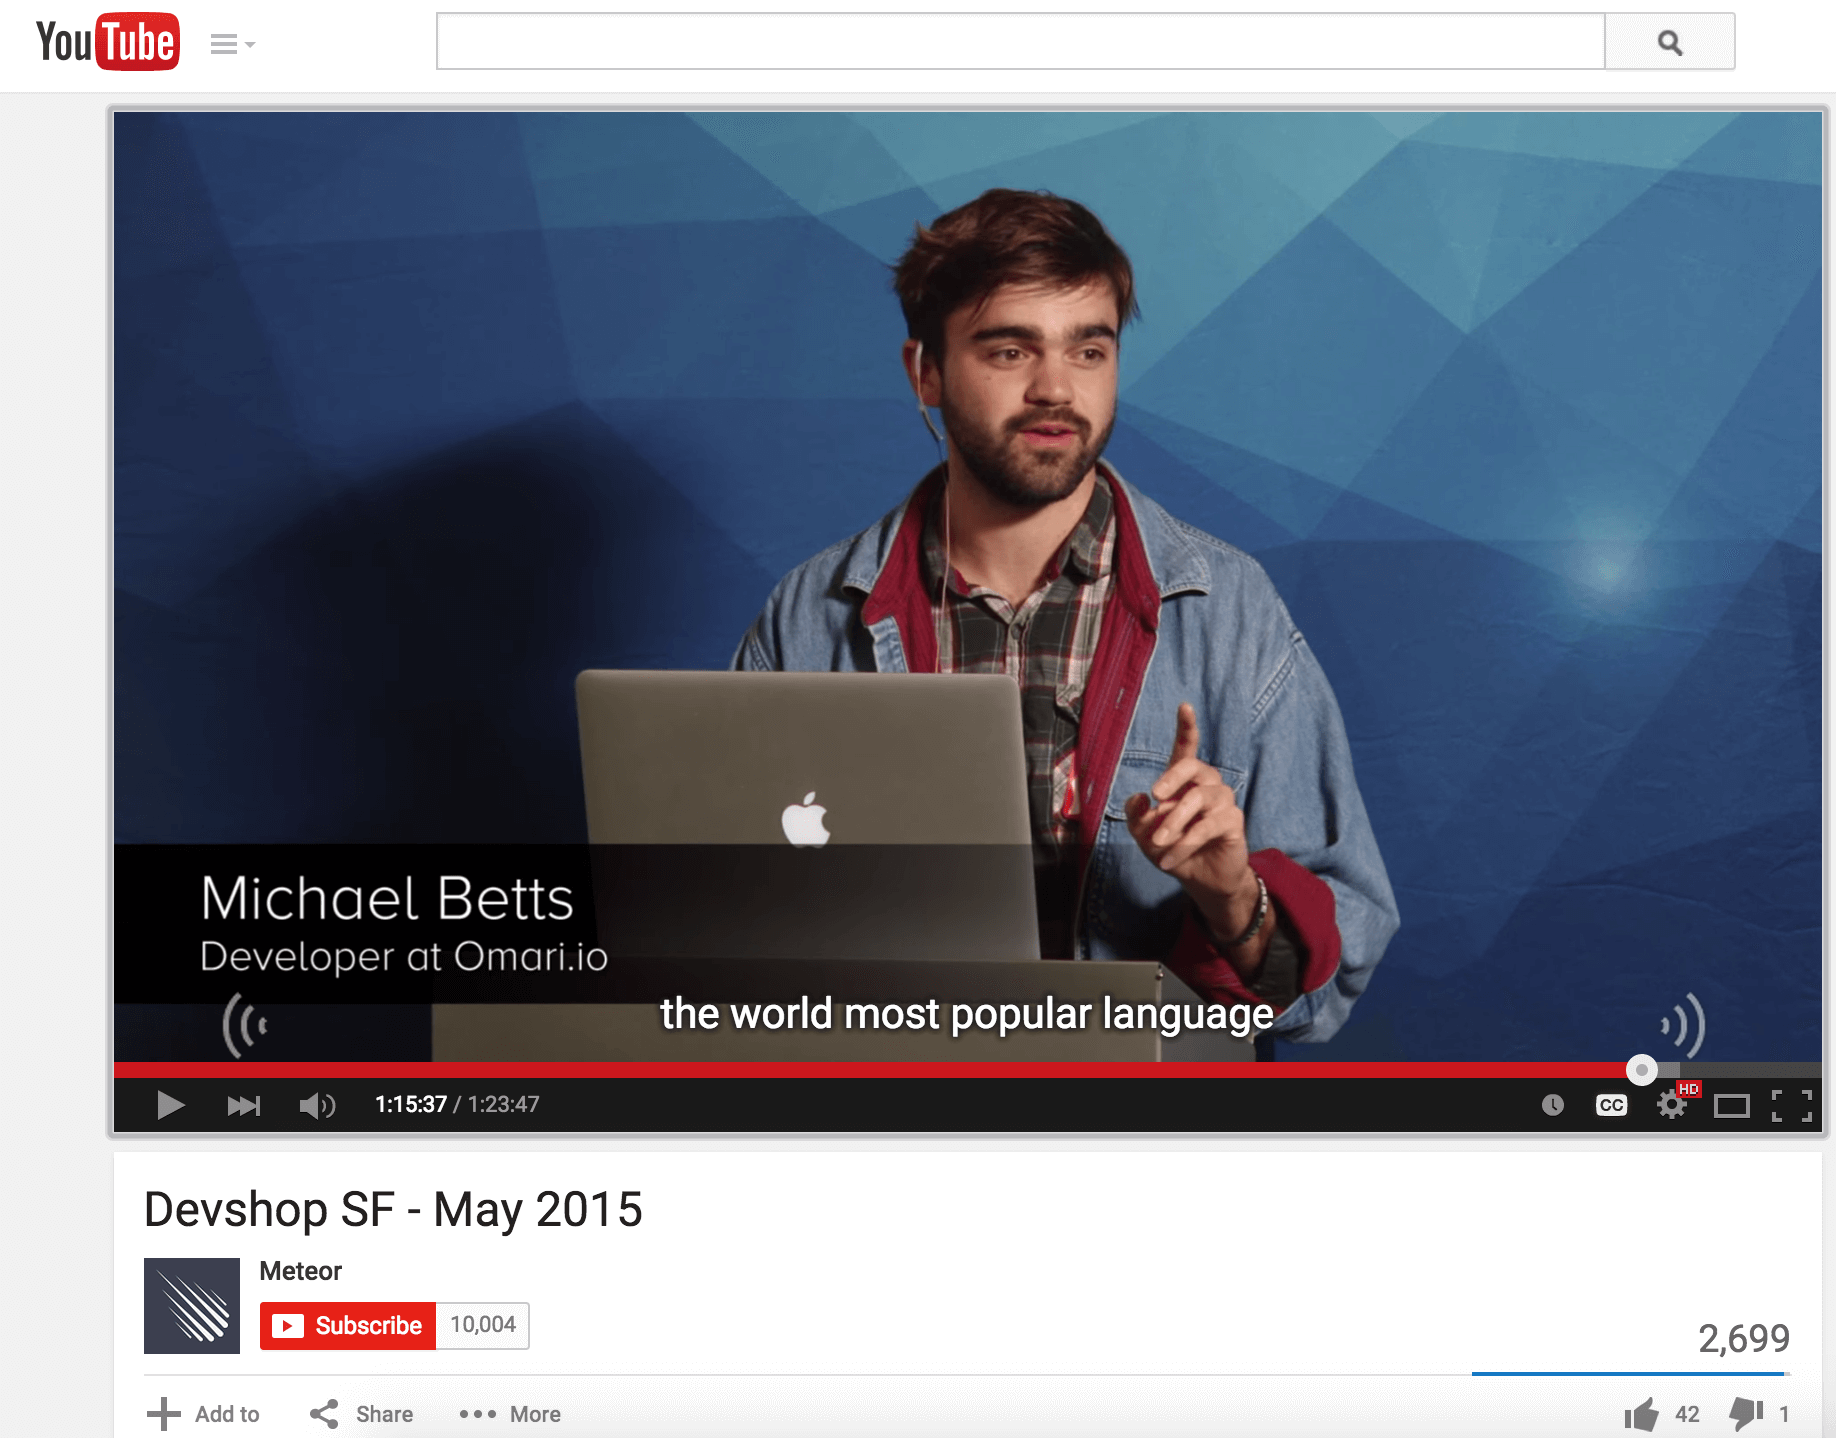 YouTube
Michael Betts
Developer at Omari.io
the world most popular language
1:15:37 / 1:23:47
CC
HD
Devshop SF - May 2015
Meteor
Subscribe 10,004
2,699
Add to Share More 42 1